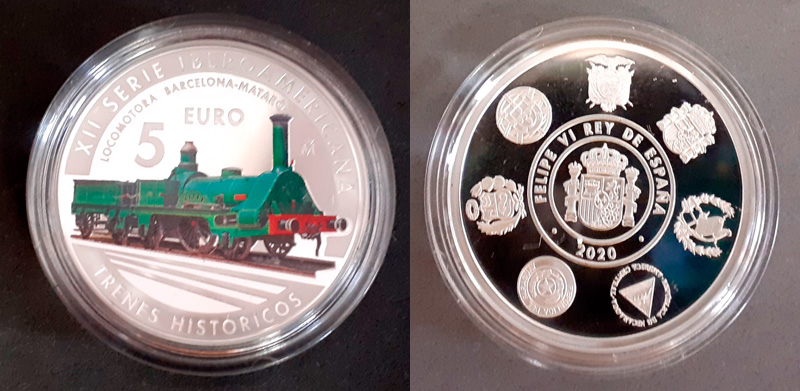 XII SERIE IBEROAMERICANA
LOCOMOTORA BARCELONA-MATARÓ
5 EURO
TRENES HISTÓRICOS
FELIPE VI REY DE ESPAÑA
2020